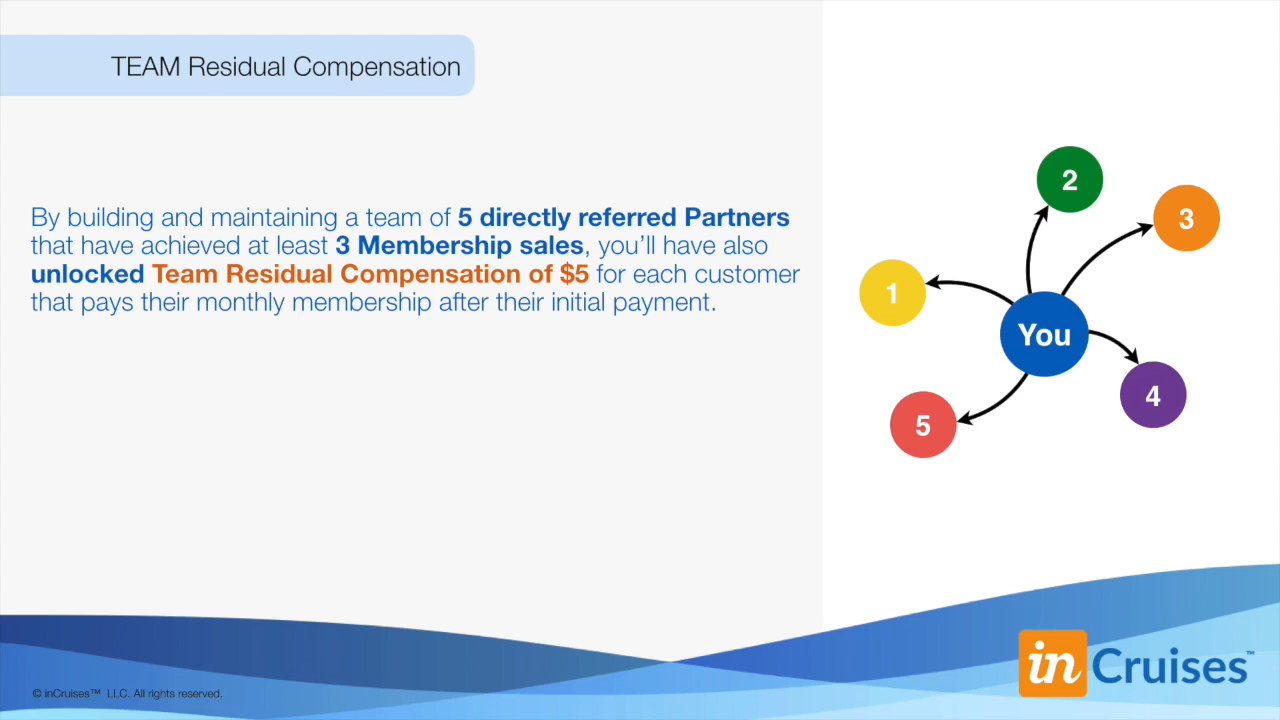 TEAM Residual Compensation
By building and maintaining a team of 5 directly referred Partners
that have achieved at least 3 Membership sales, you’ll have also
unlocked Team Residual Compensation of $5 for each customer
that pays their monthly membership after their initial payment.
2
3
1
You
4
5
in Cruises™
© inCruises™ LLC. All rights reserved.